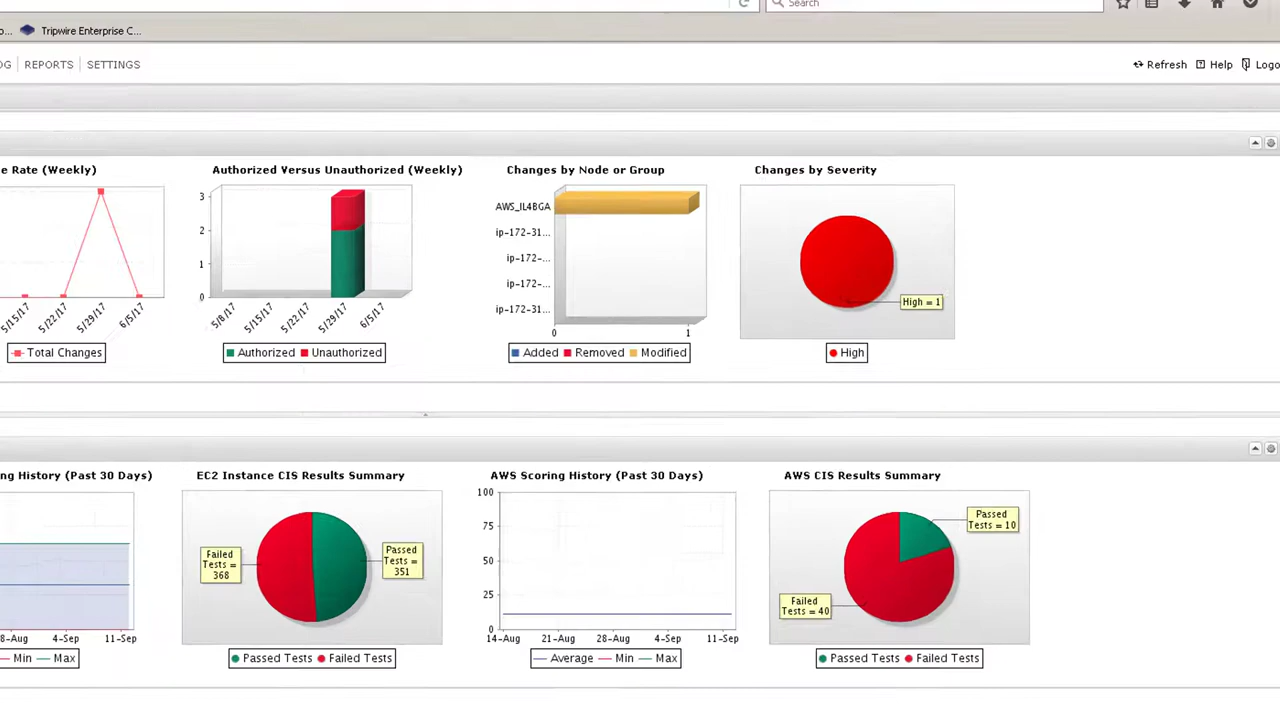 Search
o... Tripwire Enterprise C...
OG REPORTS SETTINGS Refresh Help Logo
e Rate (Weekly)
5/15/17 5/22/17 5/29/17 6/5/17
Total Changes
Authorized Versus Unauthorized (Weekly)
3
2
1
0
5/8/17 5/15/17 5/22/17 5/29/17 6/5/17
Authorized Unauthorized
Changes by Node or Group
AWS_IL4BGA
ip-172-31...
ip-172-...
ip-172-...
ip-172-31...
0 1
Added Removed Modified
Changes by Severity
High = 1
High
ng History (Past 30 Days)
8-Aug 4-Sep 11-Sep
Min Max
EC2 Instance CIS Results Summary
Failed
Tests =
368
Passed
Tests =
351
Passed Tests Failed Tests
AWS Scoring History (Past 30 Days)
100
75
50
25
0
14-Aug 21-Aug 28-Aug 4-Sep 11-Sep
Average Min Max
AWS CIS Results Summary
Passed
Tests = 10
Failed
Tests = 40
Passed Tests Failed Tests